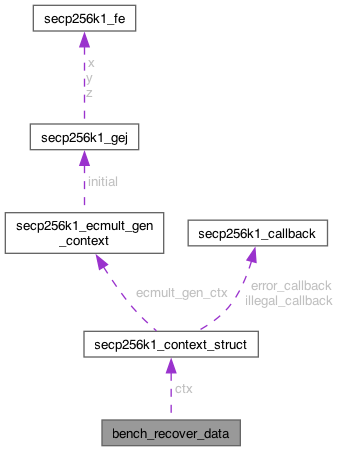 secp256k1_fe
x
y
z
secp256k1_gej
initial
secp256k1_ecmult_gen
_context
secp256k1_callback
ecmult_gen_ctx
error_callback
illegal_callback
secp256k1_context_struct
ctx
bench_recover_data